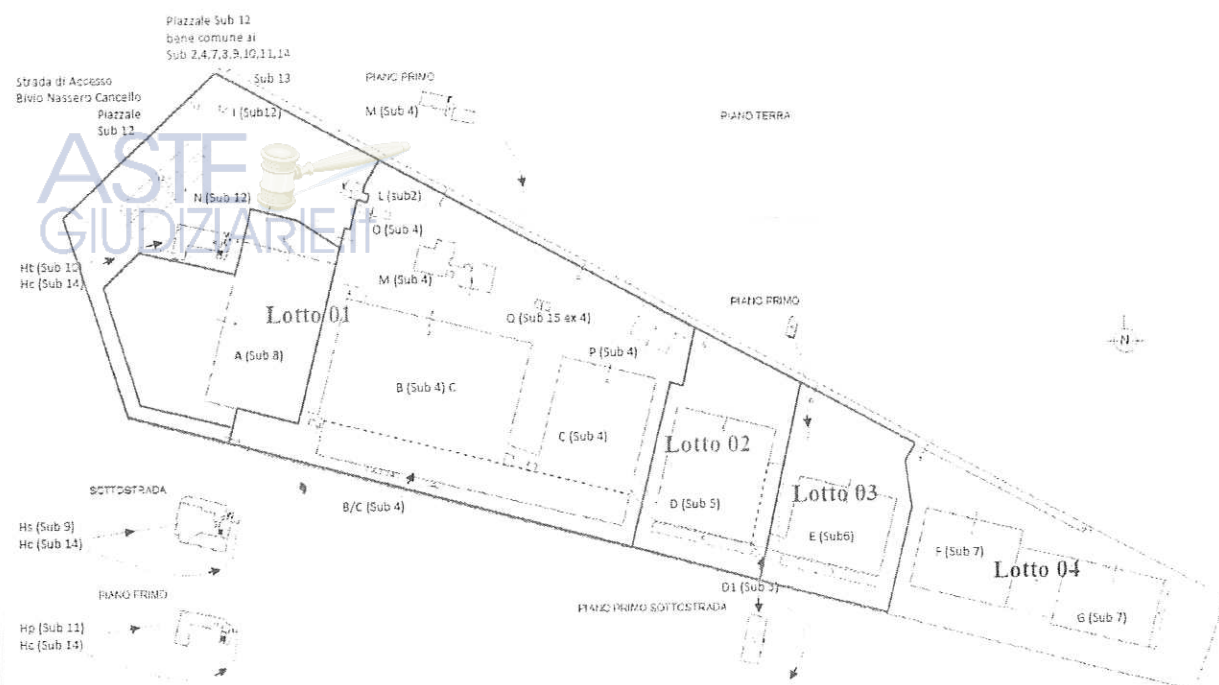 Piazzale Sub 12
bene comune ai
Sub 2,4,7,8,9,10,11,14
Strada di Accesso
Bivio Nassero Cancello
Piazzale
Sub 12
Sub 13
I (Sub12)
PIANO PRIMO
M (Sub 4)
PIANO TERRA
ASTE
GIUDIZIARIE.it
N (Sub 12)
L (sub2)
O (Sub 4)
Ht (Sub 10)
Hc (Sub 14)
M (Sub 4)
Lotto 01
Q (Sub 15 ex 4)
PIANO PRIMO
N
P (Sub 4)
A (Sub 8)
B (Sub 4) C
C (Sub 4)
Lotto 02
Lotto 03
D (Sub 5)
E (Sub6)
B/C (Sub 4)
SOTTOSTRADA
Hs (Sub 9)
Hc (Sub 14)
F (Sub 7)
Lotto 04
G (Sub 7)
PIANO PRIMO
PIANO PRIMO SOTTOSTRADA
Hp (Sub 11)
Hc (Sub 14)